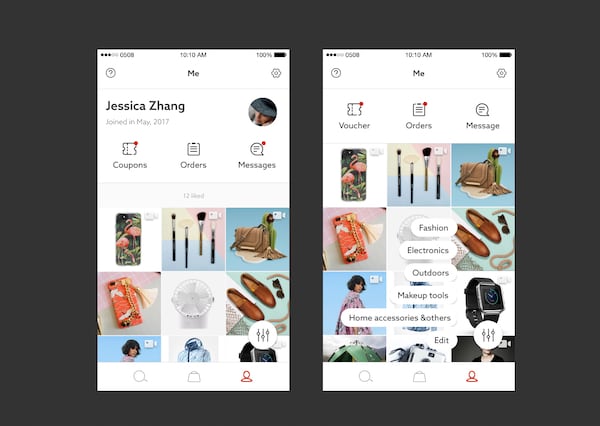 ●●●○○ 0508 10:10 AM 100%
Me
Jessica Zhang
Joined in May, 2017
Coupons Orders Messages
12 liked
●●●○○ 0508 10:10 AM 100%
Me
Voucher Orders Message
Fashion
Electronics
Outdoors
Makeup tools
Home accessories &others
Edit